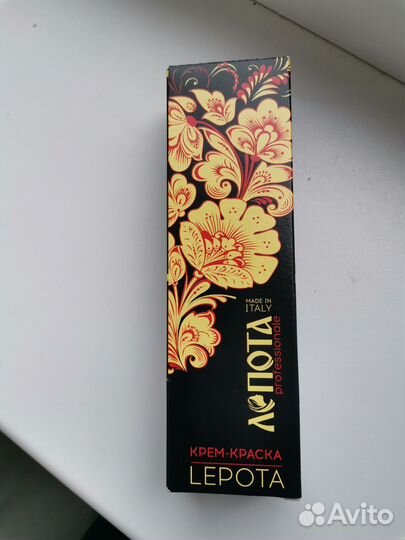 MADE IN
ITALY
ЛЕПОТА
professionale
КРЕМ-КРАСКА
LEPOTA
Avito